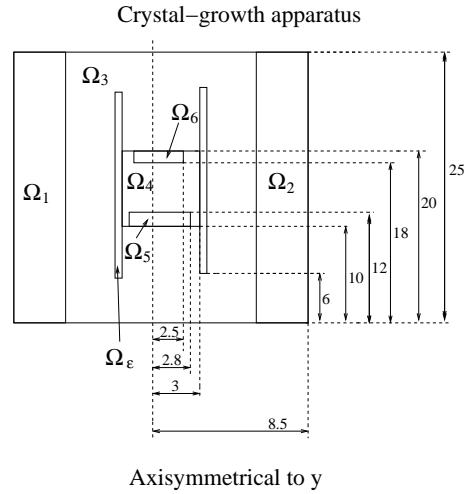 Crystal−growth apparatus
Ω3
Ω6
Ω1
Ω4
Ω2
Ω5
25
20
18
12
10
6
Ωε
2.5
2.8
3
8.5
Axisymmetrical to y